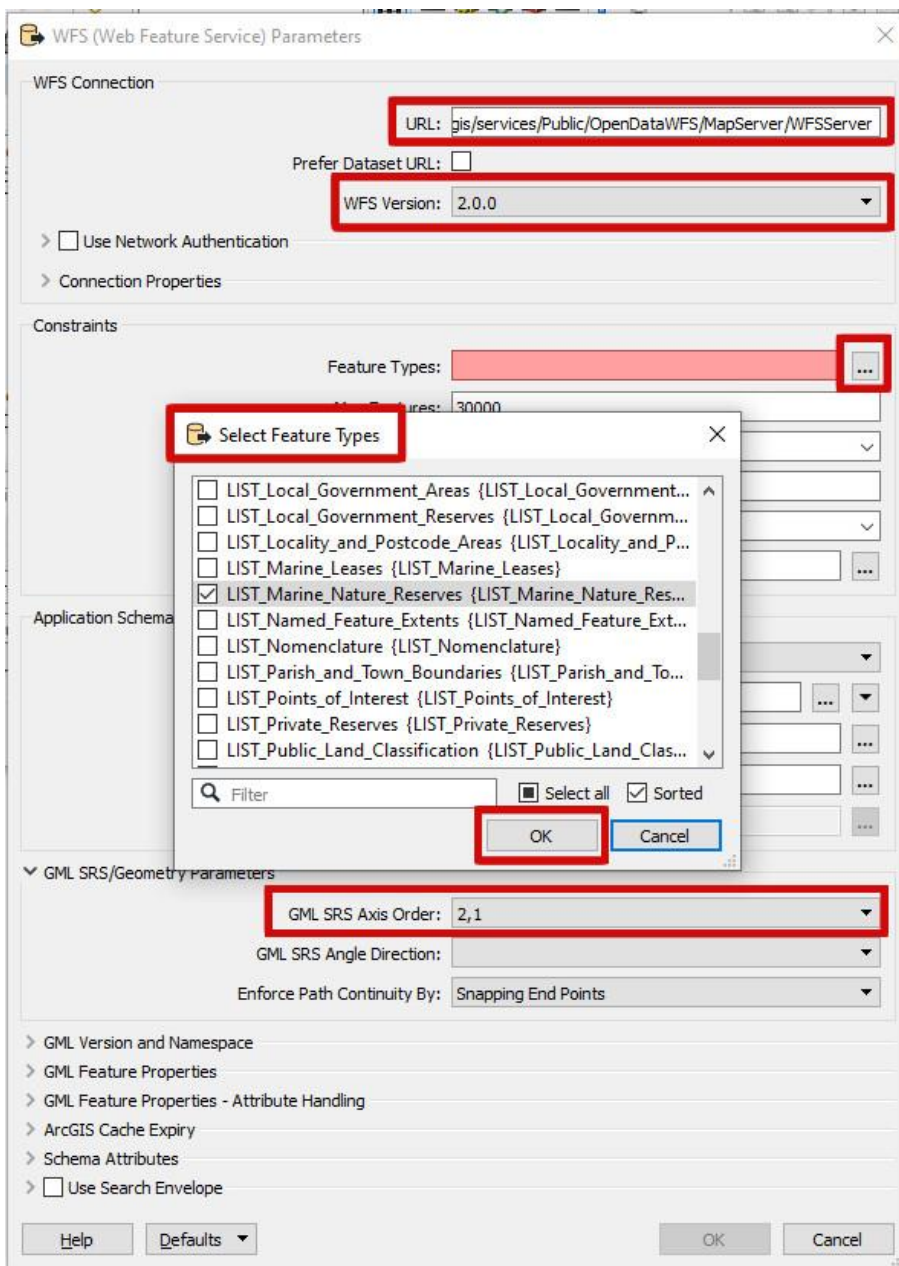 WFS (Web Feature Service) Parameters
WFS Connection
URL: gis/services/Public/OpenDataWFS/MapServer/WFSServer
Prefer Dataset URL:
WFS Version: 2.0.0
Use Network Authentication
Connection Properties
Constraints
Feature Types: ...
Features: 30000
Select Feature Types
LIST_Local_Government_Areas {LIST_Local_Government...
LIST_Local_Government_Reserves {LIST_Local_Governm...
LIST_Locality_and_Postcode_Areas {LIST_Locality_and_P...
LIST_Marine_Leases {LIST_Marine_Leases}
...
LIST_Marine_Nature_Reserves {LIST_Marine_Nature_Res...
Application Schema
LIST_Named_Feature_Extents {LIST_Named_Feature_Ext...
LIST_Nomenclature {LIST_Nomenclature}
LIST_Parish_and_Town_Boundaries {LIST_Parish_and_To...
LIST_Points_of_Interest {LIST_Points_of_Interest}
...
LIST_Private_Reserves {LIST_Private_Reserves}
...
LIST_Public_Land_Classification {LIST_Public_Land_Clas...
Filter
Select all
Sorted
...
OK
Cancel
...
GML SRS/Geometry Parameters
GML SRS Axis Order: 2,1
GML SRS Angle Direction:
Enforce Path Continuity By: Snapping End Points
GML Version and Namespace
GML Feature Properties
GML Feature Properties - Attribute Handling
ArcGIS Cache Expiry
Schema Attributes
Use Search Envelope
Help
Defaults
OK
Cancel